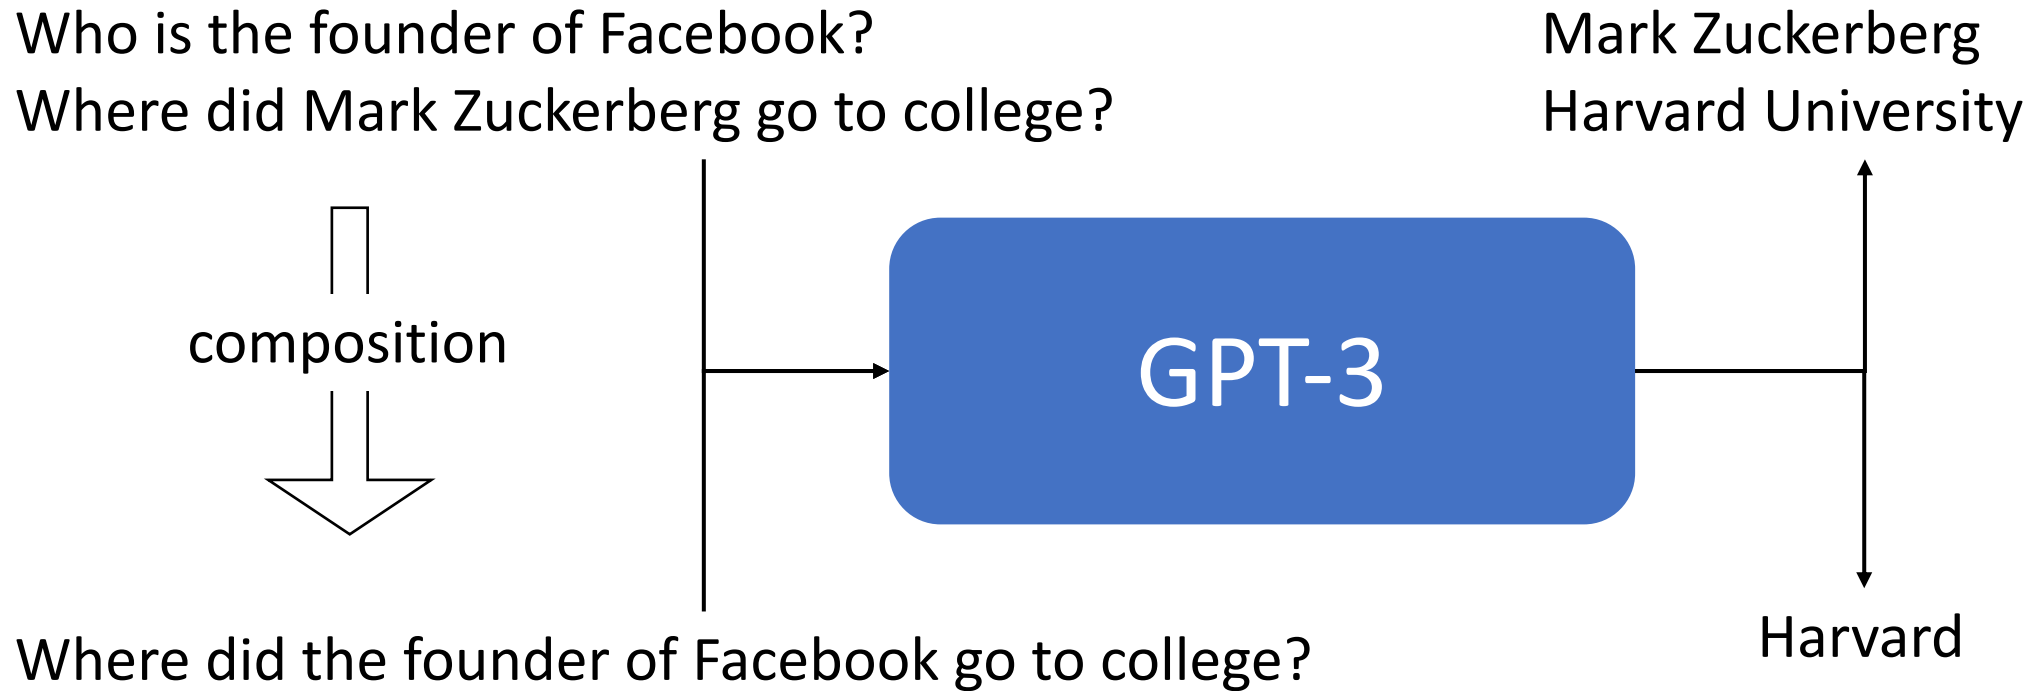 Who is the founder of Facebook?
Where did Mark Zuckerberg go to college?
Mark Zuckerberg
Harvard University
composition
GPT-3
Where did the founder of Facebook go to college?
Harvard